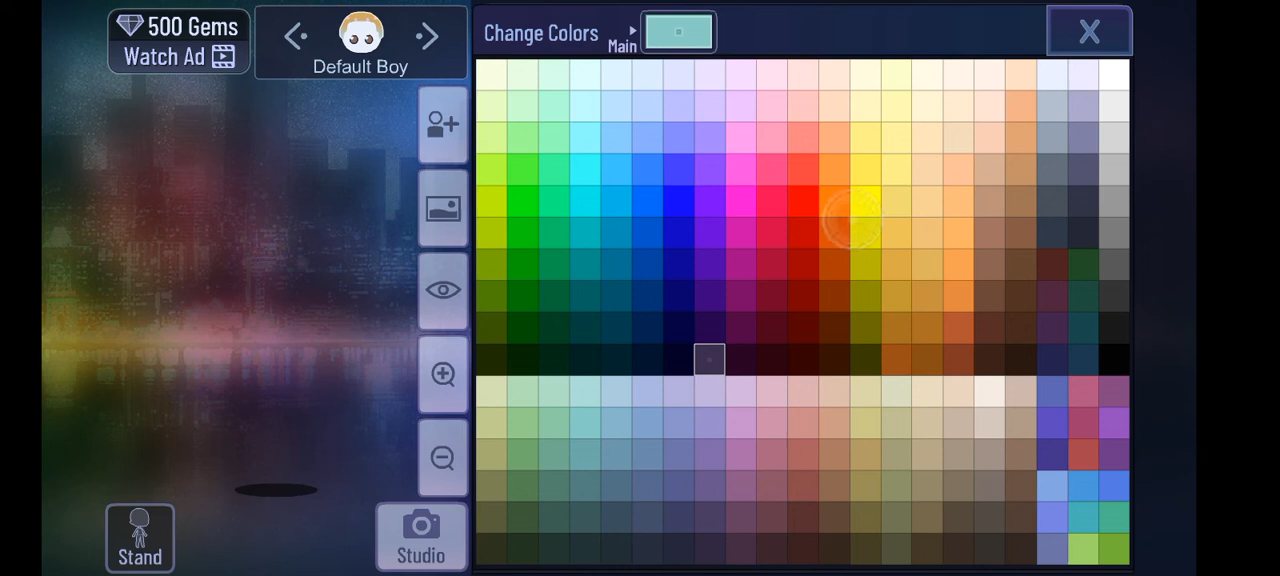 500 Gems
Watch Ad
Default Boy
Change Colors
Main
X
Stand
Studio